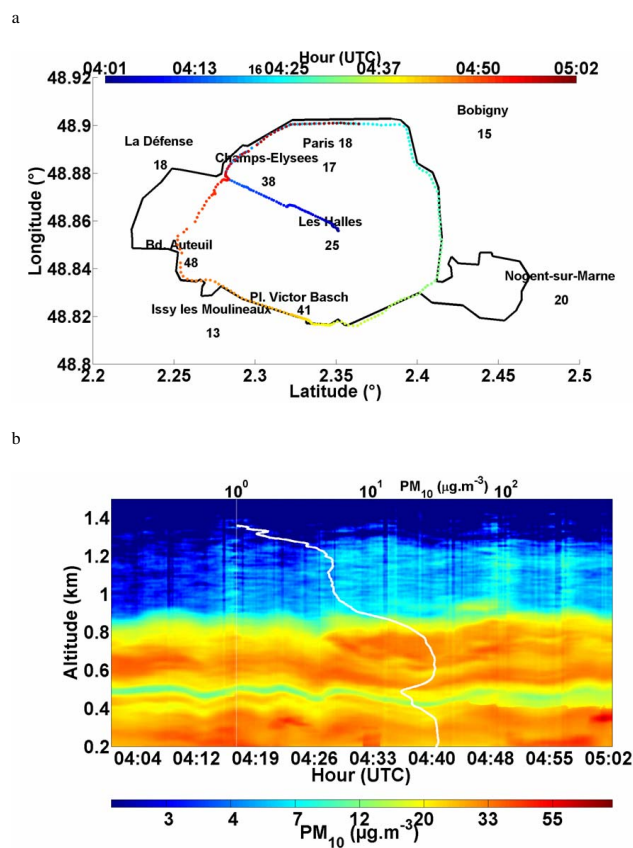 a
Hour (UTC)
04:01 04:13 04:25 04:37 04:50 05:02
16
48.92
48.9
48.88
48.86
48.84
48.82
48.8
Longitude (°)
Bobigny
15
La Défense
18
Paris 18
17
Champs-Elysees
38
Les Halles
25
Bd. Auteuil
48
Nogent-sur-Marne
20
Pl. Victor Basch
41
Issy les Moulineaux
13
2.2 2.25 2.3 2.35 2.4 2.45 2.5
Latitude (°)
b
10⁰ 10¹ PM₁₀ (µg.m⁻³) 10²
1.4
1.2
1
0.8
0.6
0.4
0.2
Altitude (km)
04:04 04:12 04:19 04:26 04:33 04:40 04:48 04:55 05:02
Hour (UTC)
3 4 7 12 20 33 55
PM₁₀ (µg.m⁻³)